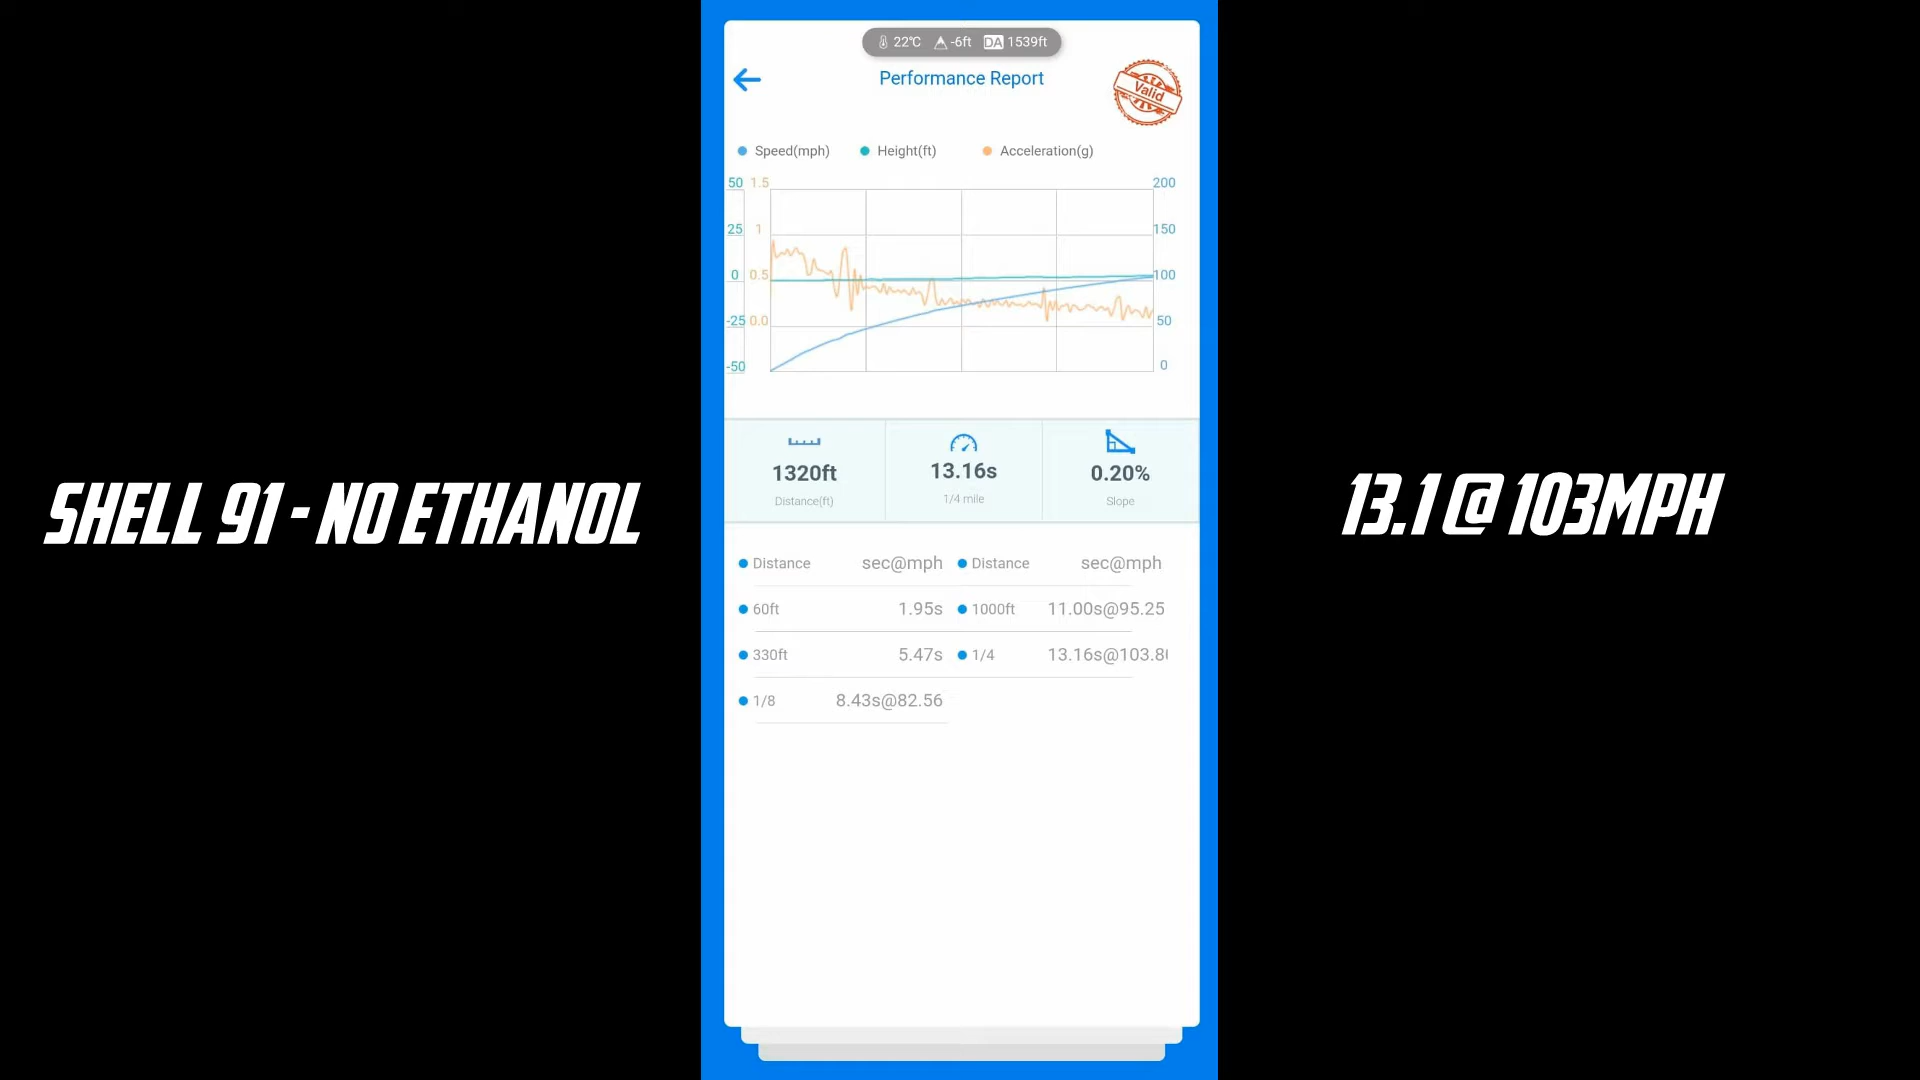 22℃ -6ft DA 1539ft
Performance Report
Valid
Speed(mph) Height(ft) Acceleration(g)
50 1.5 200
25 1 150
0 0.5 100
-25 0.0 50
-50 0
1320ft 13.16s 0.20%
Distance(ft) 1/4 mile Slope
SHELL 91 - NO ETHANOL
13.1 @ 103MPH
Distance sec@mph Distance sec@mph
60ft 1.95s 1000ft 11.00s@95.25
330ft 5.47s 1/4 13.16s@103.8
1/8 8.43s@82.56